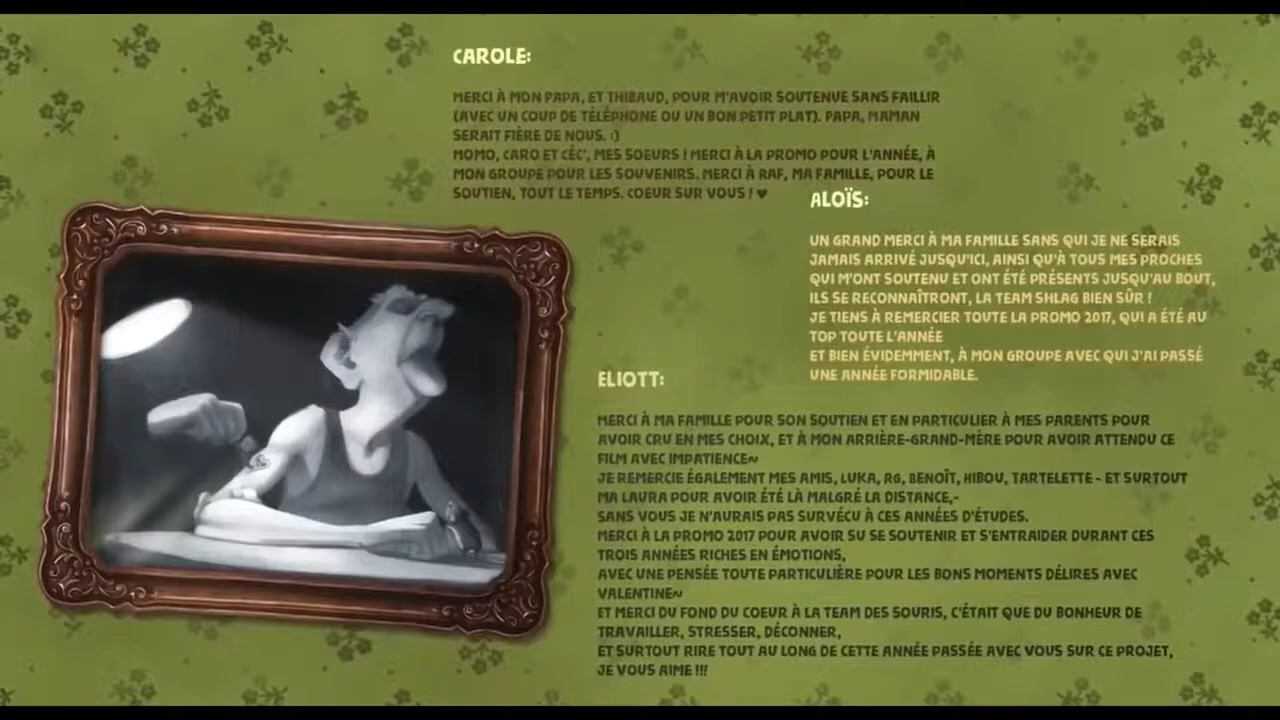 CAROLE:
MERCI À MON PAPA, ET THIBAUD, POUR M'AVOIR SOUTENUE SANS FAILLIR
(AVEC UN COUP DE TÉLÉPHONE OU UN BON PETIT PLAT). PAPA, MAMAN
SERAIT FIÈRE DE NOUS. :)
MOMO, CARO ET CÉC', MES SOEURS ! MERCI À LA PROMO POUR L'ANNÉE, À
MON GROUPE POUR LES SOUVENIRS. MERCI À RAF, MA FAMILLE, POUR LE
SOUTIEN, TOUT LE TEMPS. COEUR SUR VOUS ! ♥
ALOÏS:
UN GRAND MERCI À MA FAMILLE SANS QUI JE NE SERAIS
JAMAIS ARRIVÉ JUSQU'ICI, AINSI QU'À TOUS MES PROCHES
QUI M'ONT SOUTENU ET ONT ÉTÉ PRÉSENTS JUSQU'AU BOUT,
ILS SE RECONNAÎTRONT, LA TEAM SHLAG BIEN SÛR !
JE TIENS À REMERCIER TOUTE LA PROMO 2017, QUI A ÉTÉ AU
TOP TOUTE L'ANNÉE
ET BIEN ÉVIDEMMENT, À MON GROUPE AVEC QUI J'AI PASSÉ
UNE ANNÉE FORMIDABLE.
ELIOTT:
MERCI À MA FAMILLE POUR SON SOUTIEN ET EN PARTICULIER À MES PARENTS POUR
AVOIR CRU EN MES CHOIX, ET À MON ARRIÈRE-GRAND-MÈRE POUR AVOIR ATTENDU CE
FILM AVEC IMPATIENCE~
JE REMERCIE ÉGALEMENT MES AMIS, LUKA, RG, BENOÎT, HIBOU, TARTELETTE - ET SURTOUT
MA LAURA POUR AVOIR ÉTÉ LÀ MALGRÉ LA DISTANCE,-
SANS VOUS JE N'AURAIS PAS SURVÉCU À CES ANNÉES D'ÉTUDES.
MERCI À LA PROMO 2017 POUR AVOIR SU SE SOUTENIR ET S'ENTRAIDER DURANT CES
TROIS ANNÉES RICHES EN ÉMOTIONS,
AVEC UNE PENSÉE TOUTE PARTICULIÈRE POUR LES BONS MOMENTS DÉLIRES AVEC
VALENTINE~
ET MERCI DU FOND DU COEUR À LA TEAM DES SOURIS, C'ÉTAIT QUE DU BONHEUR DE
TRAVAILLER, STRESSER, DÉCONNER,
ET SURTOUT RIRE TOUT AU LONG DE CETTE ANNÉE PASSÉE AVEC VOUS SUR CE PROJET,
JE VOUS AIME !!!